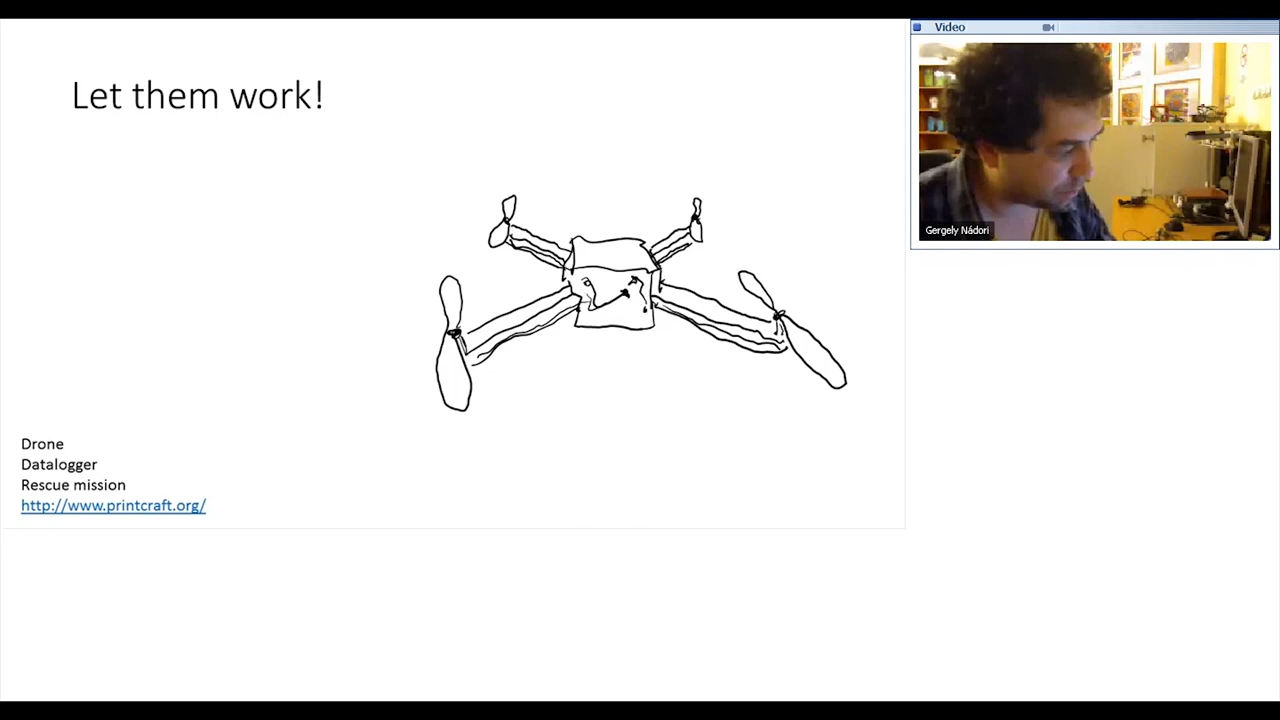 Let them work!
Drone
Datalogger
Rescue mission
http://www.printcraft.org/
Video
Gergely Nádori